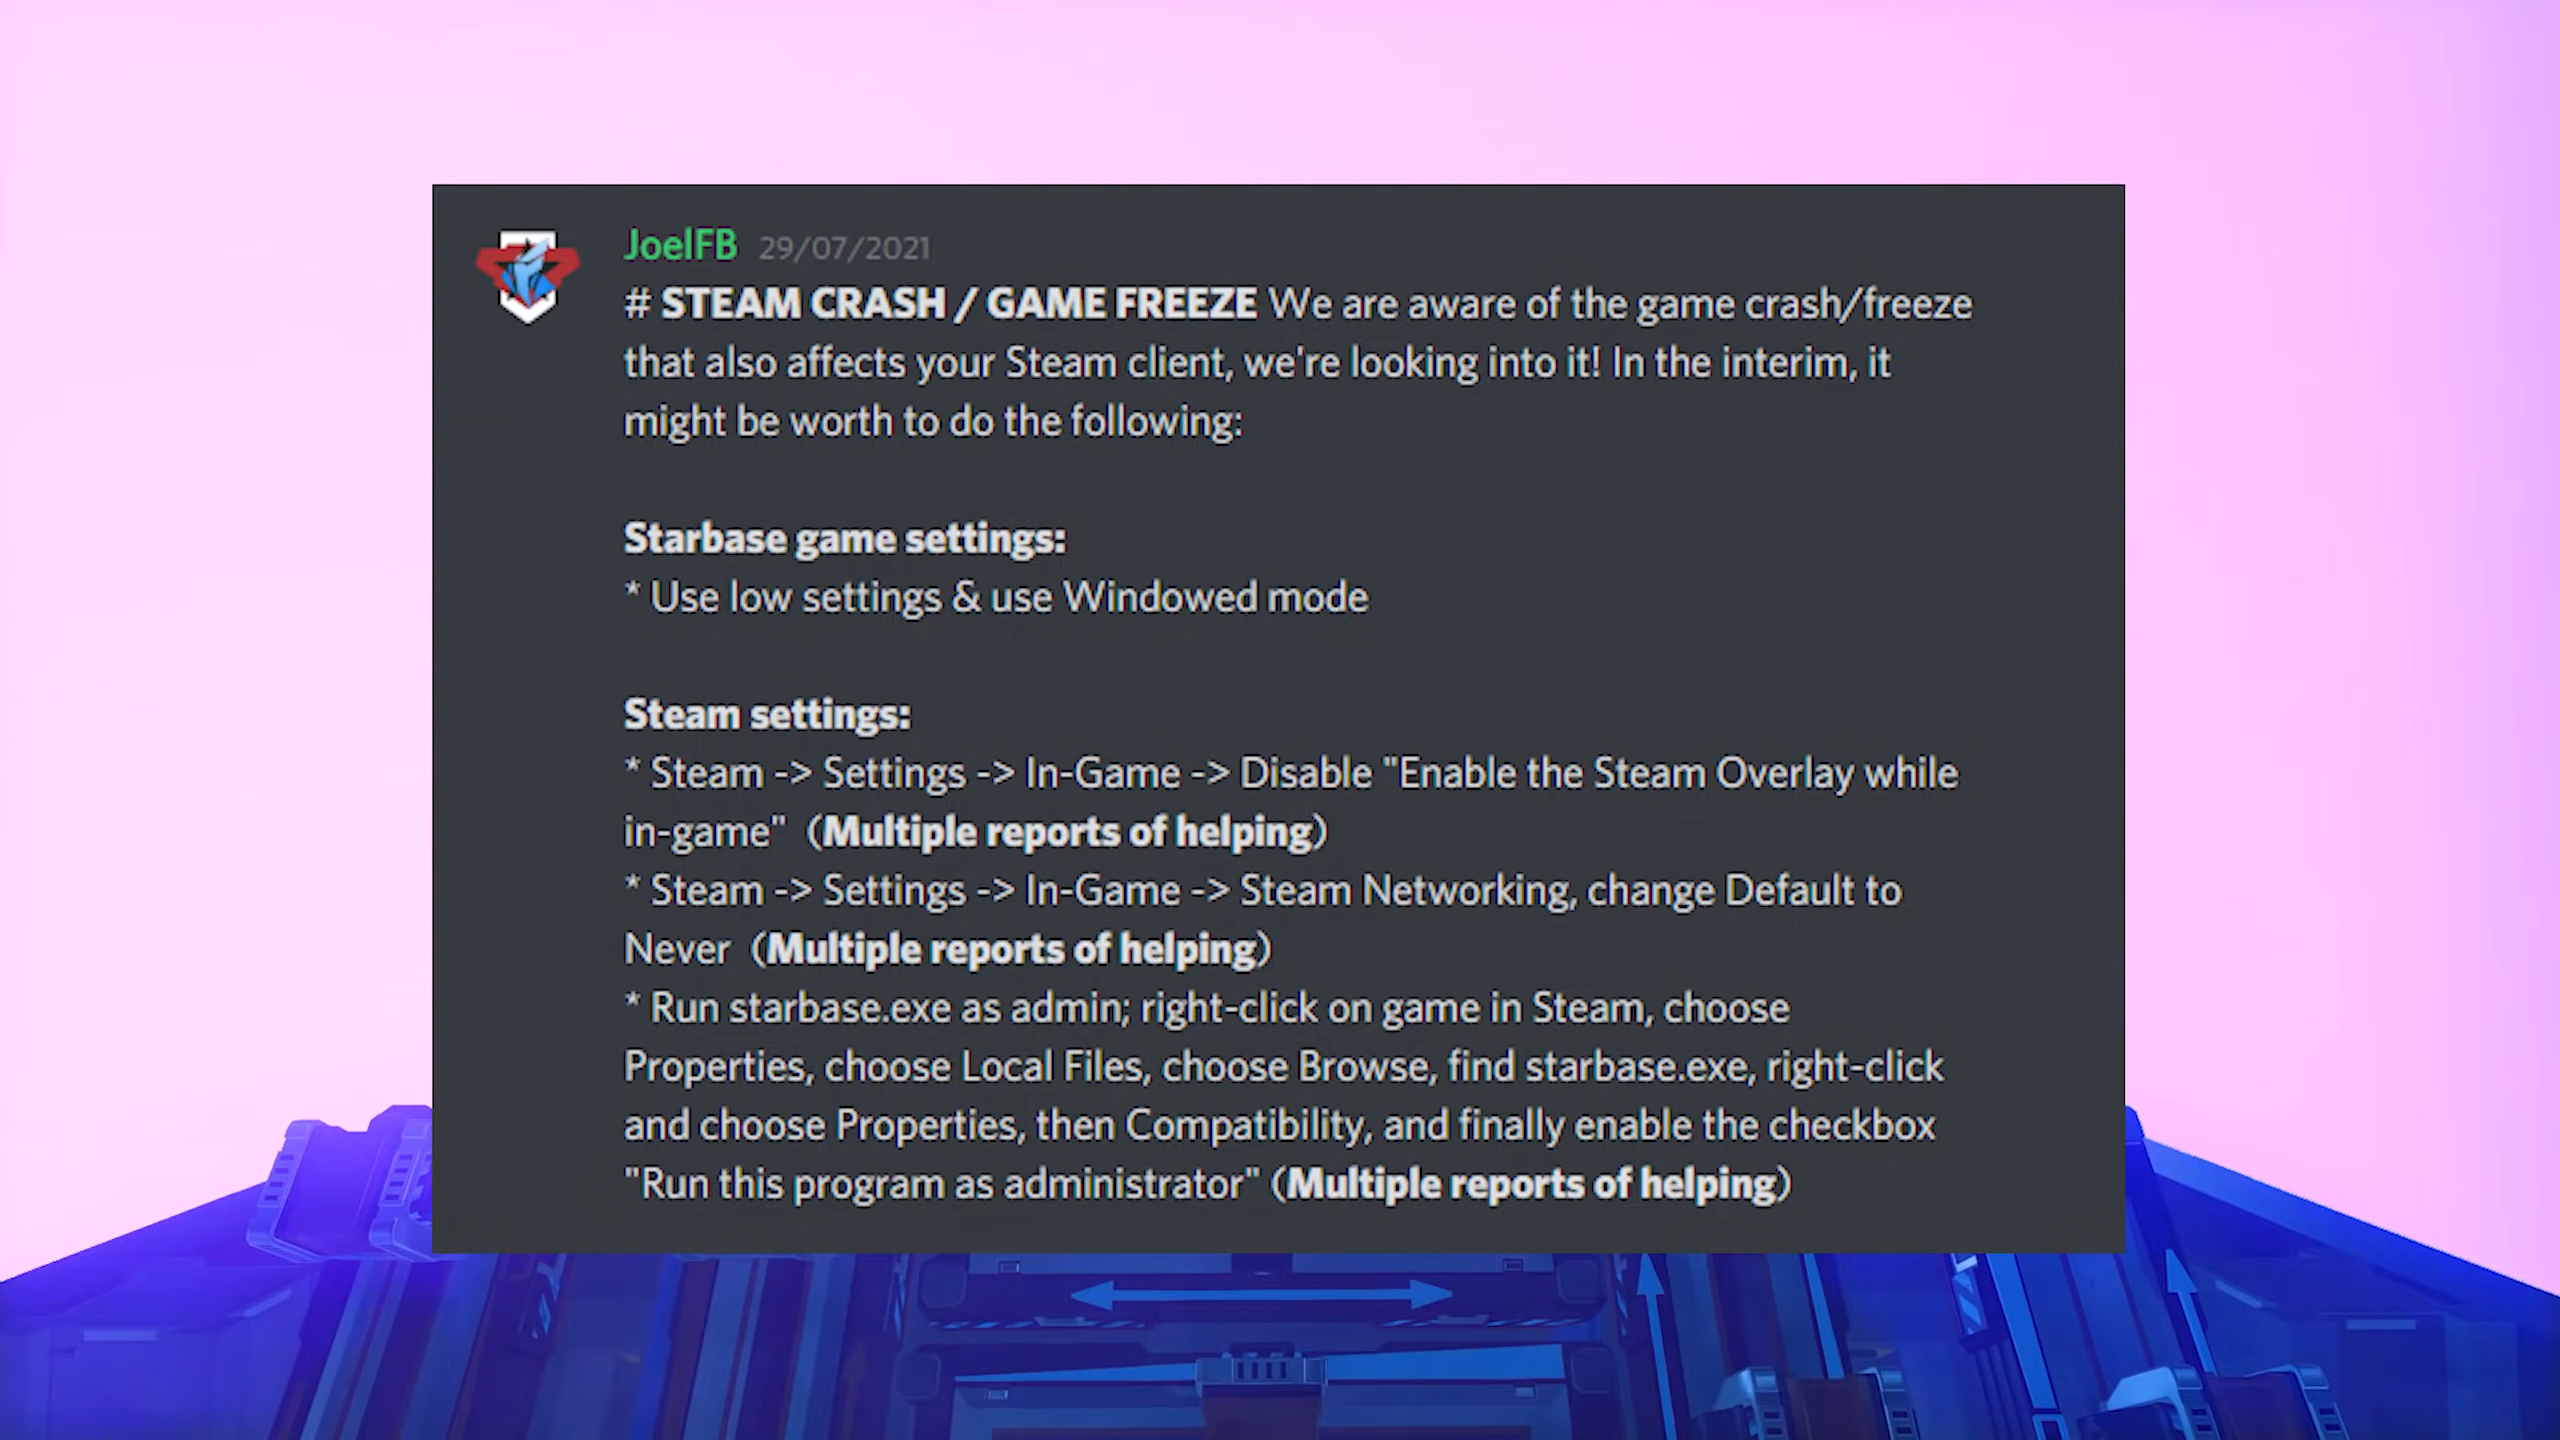 JoelFB 29/07/2021
# STEAM CRASH / GAME FREEZE We are aware of the game crash/freeze
that also affects your Steam client, we're looking into it! In the interim, it
might be worth to do the following:
Starbase game settings:
* Use low settings & use Windowed mode
Steam settings:
* Steam -> Settings -> In-Game -> Disable "Enable the Steam Overlay while
in-game" (Multiple reports of helping)
* Steam -> Settings -> In-Game -> Steam Networking, change Default to
Never (Multiple reports of helping)
* Run starbase.exe as admin; right-click on game in Steam, choose
Properties, choose Local Files, choose Browse, find starbase.exe, right-click
and choose Properties, then Compatibility, and finally enable the checkbox
"Run this program as administrator" (Multiple reports of helping)